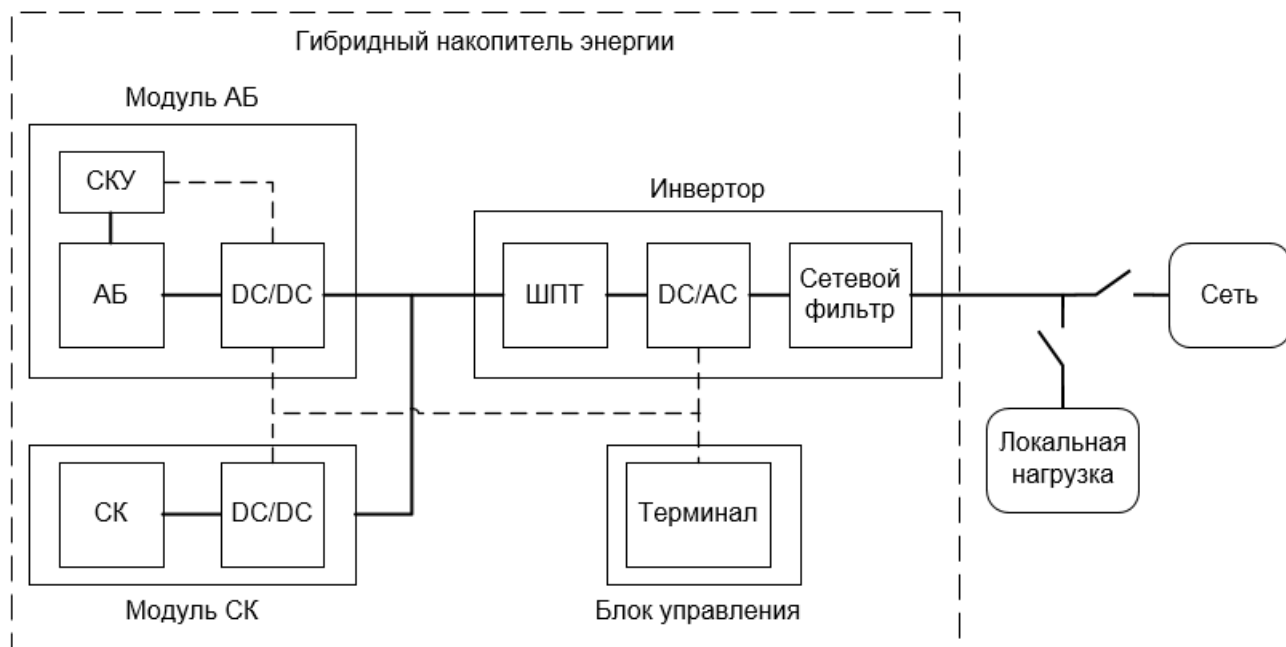 Гибридный накопитель энергии
Модуль АБ
СКУ
АБ
DC/DC
Инвертор
ШПТ
DC/AC
Сетевой
фильтр
Сеть
Локальная
нагрузка
СК
DC/DC
Модуль СК
Терминал
Блок управления